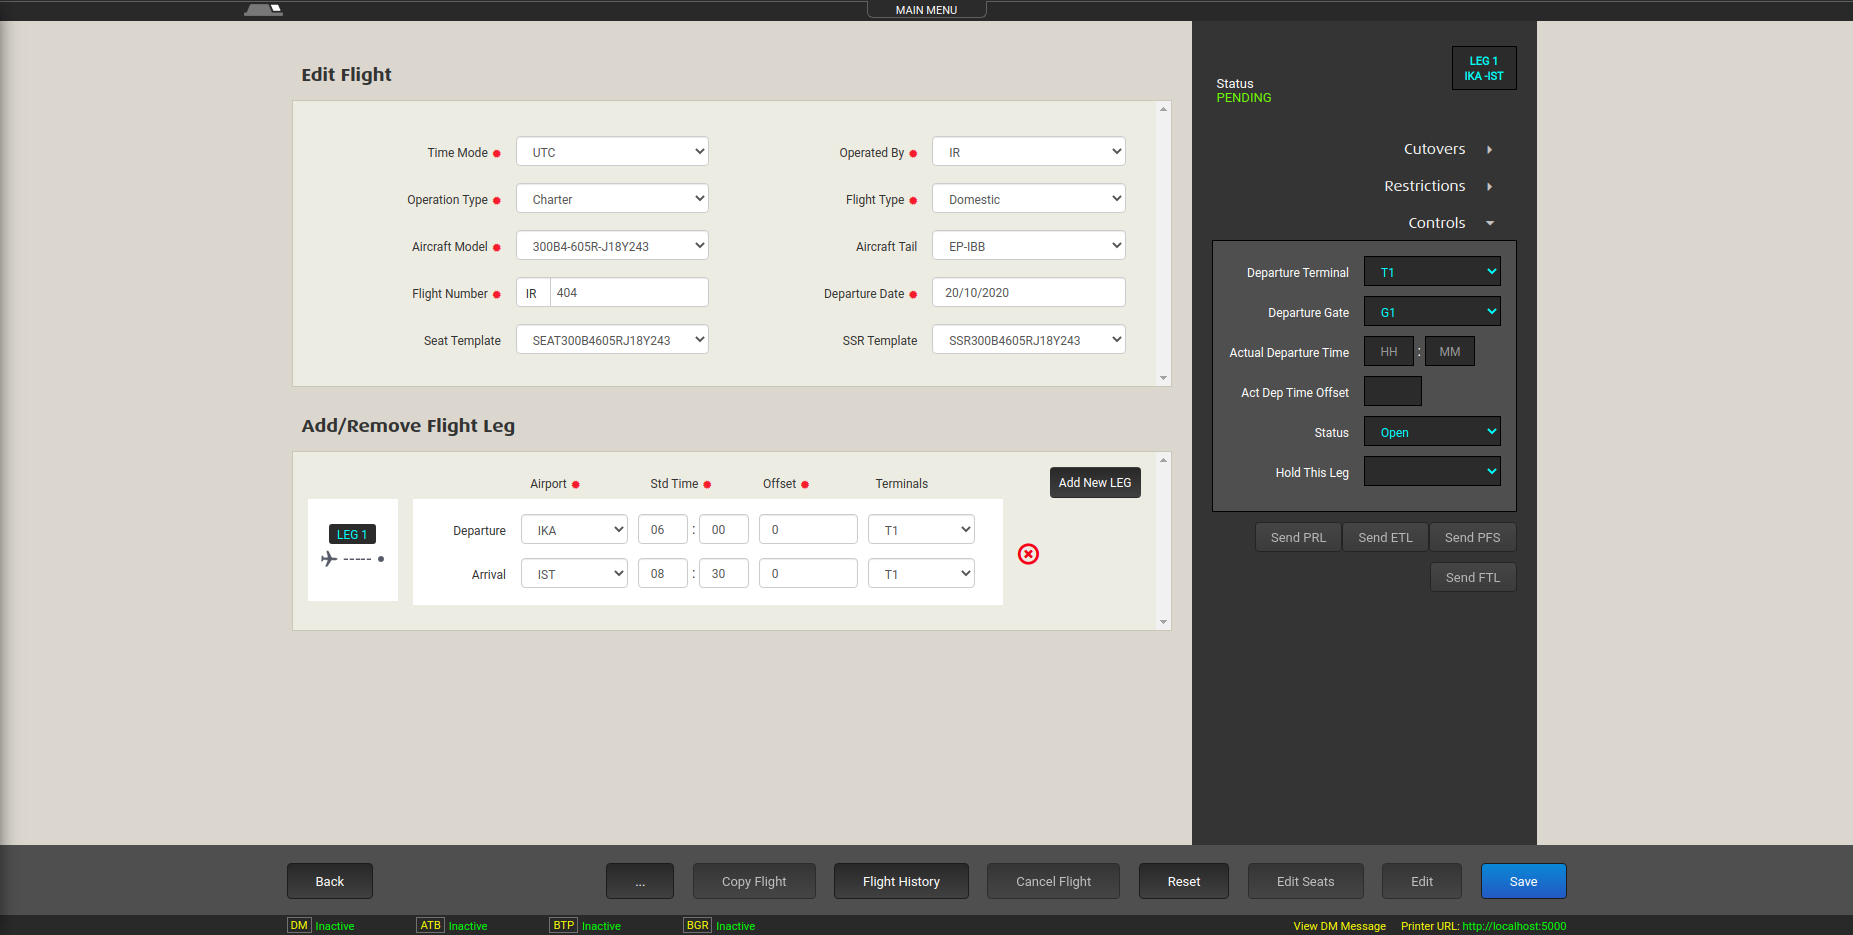 MAIN MENU
Edit Flight
Time Mode UTC Operated By IR
Operation Type Charter Flight Type Domestic
Aircraft Model 300B4-605R-J18Y243 Aircraft Tail EP-IBB
Flight Number IR 404 Departure Date 20/10/2020
Seat Template SEAT300B4605RJ18Y243 SSR Template SSR300B4605RJ18Y243
Add/Remove Flight Leg
Airport Std Time Offset Terminals Add New LEG
LEG 1
Departure IKA 06 : 00 0 T1
Arrival IST 08 : 30 0 T1
LEG 1
IKA -IST
Status
PENDING
Cutovers
Restrictions
Controls
Departure Terminal T1
Departure Gate G1
Actual Departure Time HH : MM
Act Dep Time Offset
Status Open
Hold This Leg
Send PRL Send ETL Send PFS
Send FTL
Back ... Copy Flight Flight History Cancel Flight Reset Edit Seats Edit Save
DM Inactive ATB Inactive BTP Inactive BGR Inactive View DM Message Printer URL: http://localhost:5000